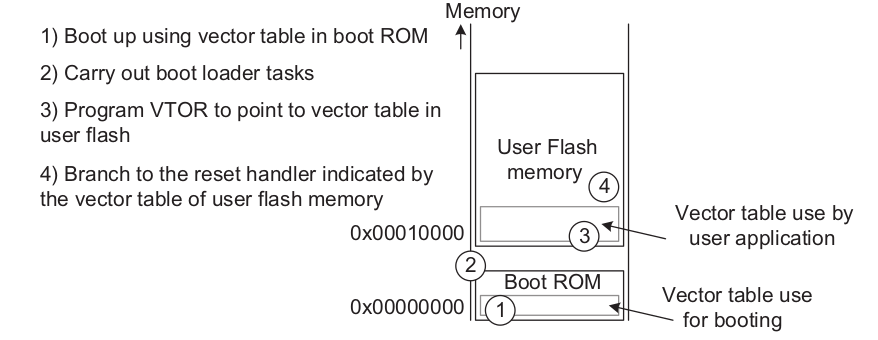 Memory
1) Boot up using vector table in boot ROM
2) Carry out boot loader tasks
3) Program VTOR to point to vector table in
user flash
4) Branch to the reset handler indicated by
the vector table of user flash memory
User Flash
memory
4
0x00010000
3
Vector table use by
user application
2
Boot ROM
0x00000000
1
Vector table use
for booting